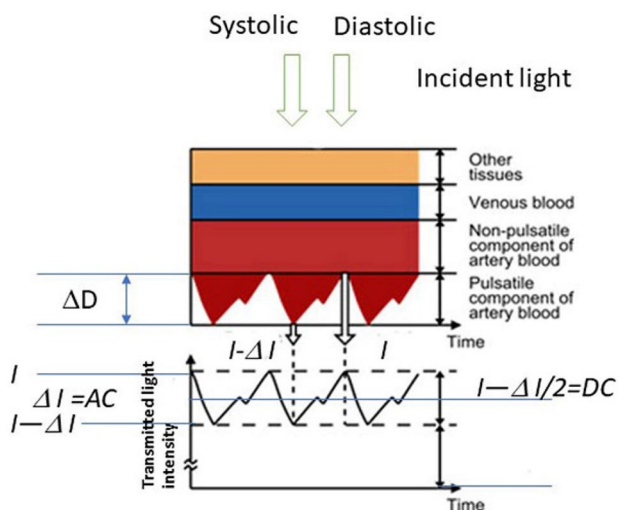 Systolic Diastolic
Incident light
Other
tissues
Venous blood
Non-pulsatile
component of
artery blood
Pulsatile
component of
artery blood
ΔD
Time
I-ΔI I
I
ΔI =AC
I—ΔI
I—ΔI/2=DC
Transmitted light
intensity
Time